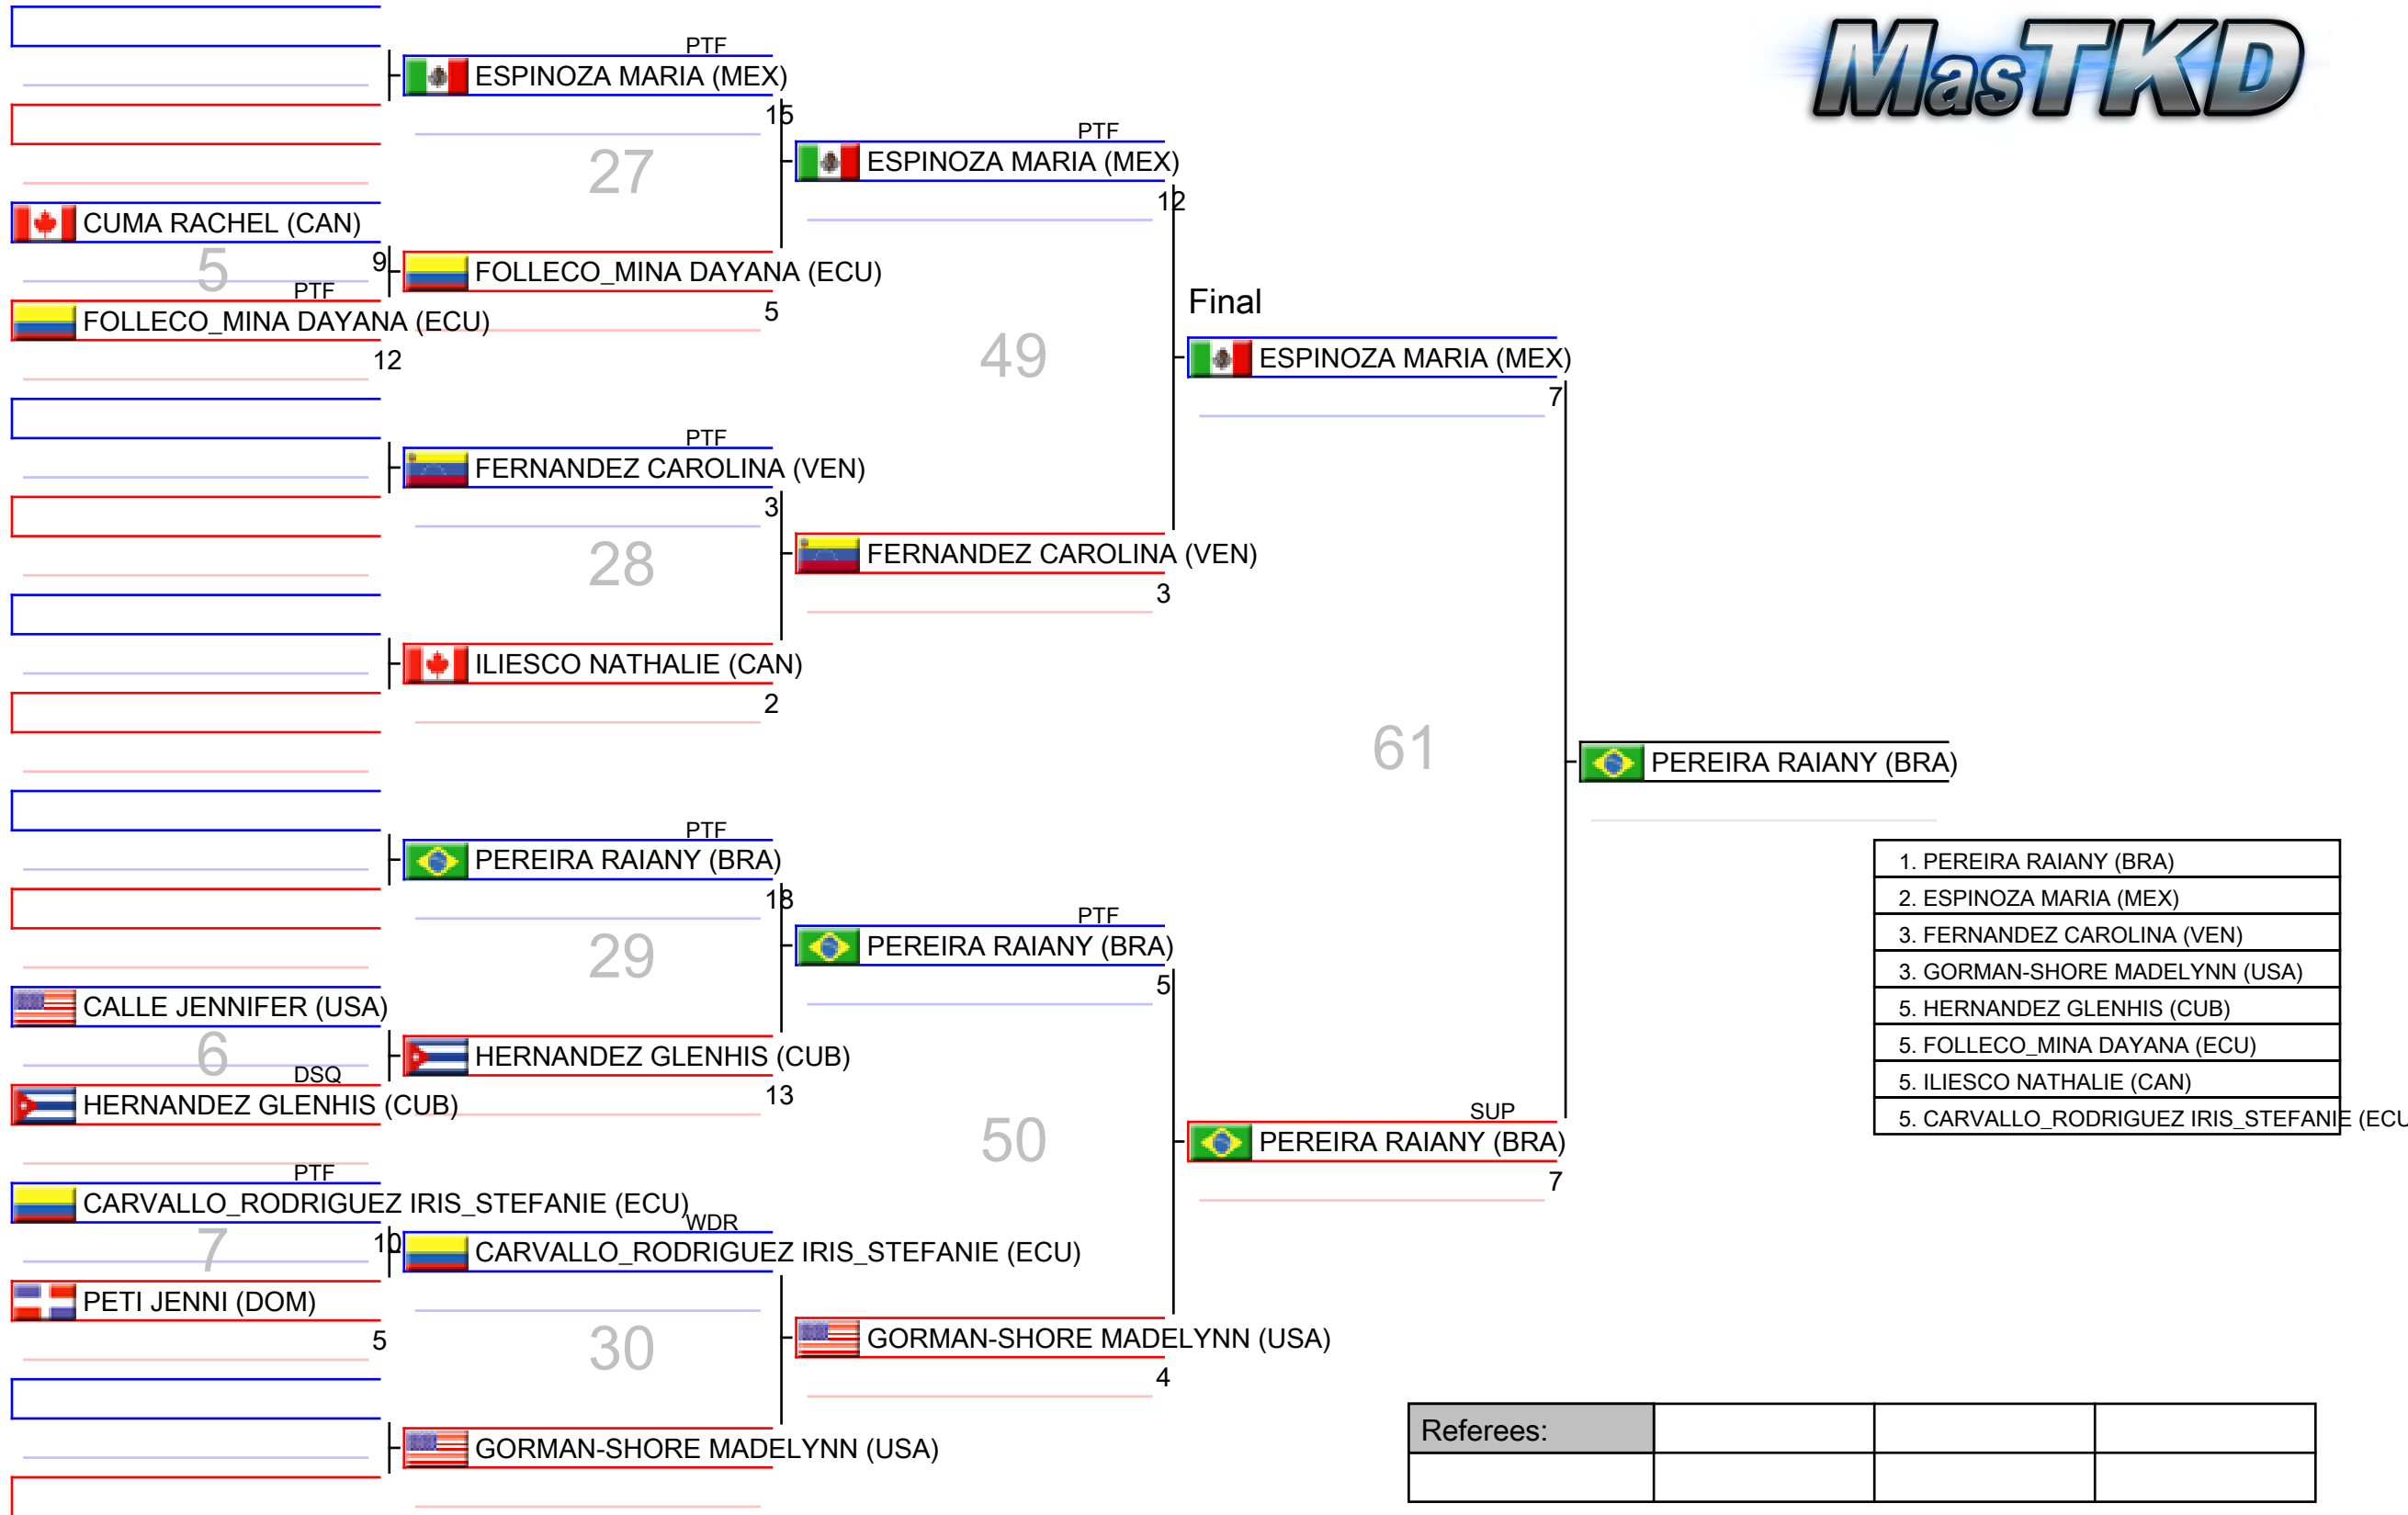 MasTKD
PTF
ESPINOZA MARIA (MEX)
15
PTF
27
ESPINOZA MARIA (MEX)
12
CUMA RACHEL (CAN)
9
5
FOLLECO_MINA DAYANA (ECU)
5
PTF
FOLLECO_MINA DAYANA (ECU)
12
Final
49
ESPINOZA MARIA (MEX)
7
PTF
FERNANDEZ CAROLINA (VEN)
3
28
FERNANDEZ CAROLINA (VEN)
3
ILIESCO NATHALIE (CAN)
2
61
PEREIRA RAIANY (BRA)
PTF
PEREIRA RAIANY (BRA)
18
PTF
29
PEREIRA RAIANY (BRA)
5
CALLE JENNIFER (USA)
6
HERNANDEZ GLENHIS (CUB)
13
DSQ
HERNANDEZ GLENHIS (CUB)
50
SUP
PEREIRA RAIANY (BRA)
7
PTF
CARVALLO_RODRIGUEZ IRIS_STEFANIE (ECU)
10
7
WDR
CARVALLO_RODRIGUEZ IRIS_STEFANIE (ECU)
PETI JENNI (DOM)
5
30
GORMAN-SHORE MADELYNN (USA)
4
GORMAN-SHORE MADELYNN (USA)
1. PEREIRA RAIANY (BRA)
2. ESPINOZA MARIA (MEX)
3. FERNANDEZ CAROLINA (VEN)
3. GORMAN-SHORE MADELYNN (USA)
5. HERNANDEZ GLENHIS (CUB)
5. FOLLECO_MINA DAYANA (ECU)
5. ILIESCO NATHALIE (CAN)
5. CARVALLO_RODRIGUEZ IRIS_STEFANIE (ECU
Referees: